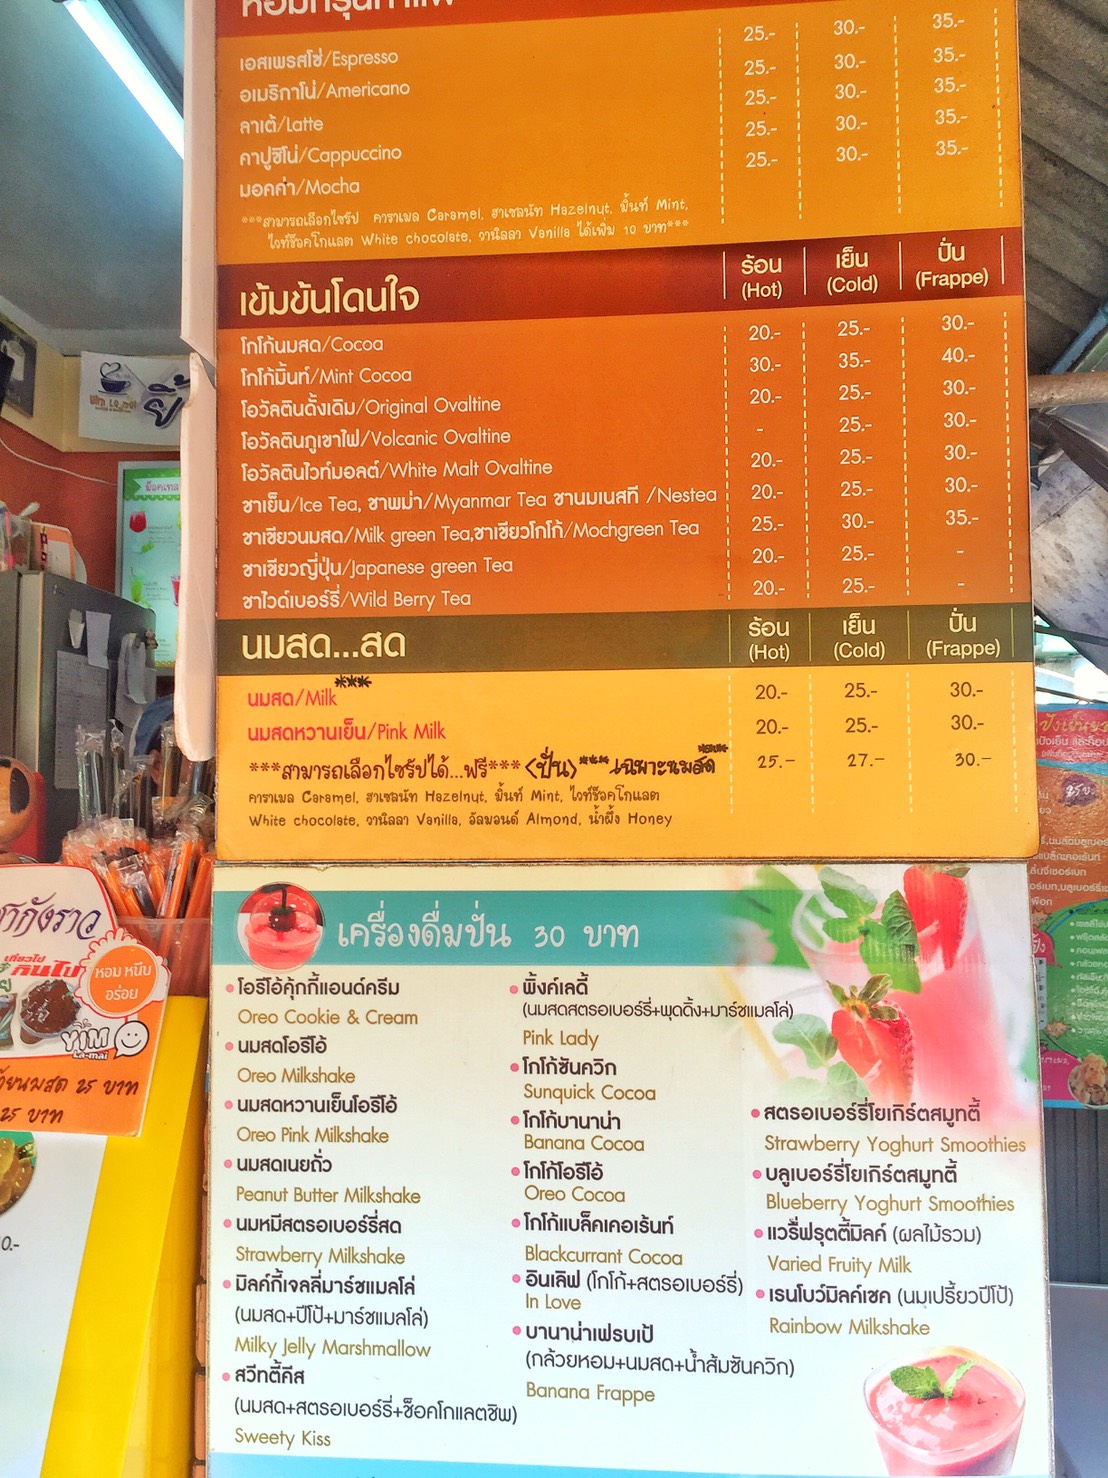 หอมกรุ่นกาแฟ
เอสเพรสโซ่/Espresso 25.- 30.- 35.-
อเมริกาโน่/Americano 25.- 30.- 35.-
ลาเต้/Latte 25.- 30.- 35.-
คาปูชิโน่/Cappuccino 25.- 30.- 35.-
มอคค่า/Mocha 25.- 30.- 35.-
***สามารถเลือกไซรัป คาราเมล Caramel, ฮาเซลนัท Hazelnut, มิ้นท์ Mint,
ไวท์ช็อคโกแลต White chocolate, วานิลลา Vanilla ได้เพิ่ม 10 บาท***
เข้มข้นโดนใจ ร้อน (Hot) เย็น (Cold) ปั่น (Frappe)
โกโก้นมสด/Cocoa 20.- 25.- 30.-
โกโก้มิ้นท์/Mint Cocoa 30.- 35.- 40.-
โอวัลตินดั้งเดิม/Original Ovaltine 20.- 25.- 30.-
โอวัลตินภูเขาไฟ/Volcanic Ovaltine - 25.- 30.-
โอวัลตินไวท์มอลต์/White Malt Ovaltine 20.- 25.- 30.-
ชาเย็น/Ice Tea, ชาพม่า/Myanmar Tea ชานมเนสที /Nestea 20.- 25.- 30.-
ชาเขียวนมสด/Milk green Tea,ชาเขียวโกโก้/Mochgreen Tea 25.- 30.- 35.-
ชาเขียวญี่ปุ่น/Japanese green Tea 20.- 25.- -
ชาไวด์เบอร์รี่/Wild Berry Tea 20.- 25.- -
นมสด...สด ร้อน (Hot) เย็น (Cold) ปั่น (Frappe)
นมสด/Milk*** 20.- 25.- 30.-
นมสดหวานเย็น/Pink Milk 20.- 25.- 30.-
***สามารถเลือกไซรัปได้...ฟรี*** <ปั่น>*** เฉพาะนมสด 25.- 27.- 30.-
คาราเมล Caramel, ฮาเซลนัท Hazelnut, มิ้นท์ Mint, ไวท์ช็อคโกแลต
White chocolate, วานิลลา Vanilla, อัลมอนด์ Almond, น้ำผึ้ง Honey
เครื่องดื่มปั่น 30 บาท
โอริโอ้คุ้กกี้แอนด์ครีม
Oreo Cookie & Cream
นมสดโอริโอ้
Oreo Milkshake
นมสดหวานเย็นโอริโอ้
Oreo Pink Milkshake
นมสดเนยถั่ว
Peanut Butter Milkshake
นมหมีสตรอเบอร์รี่สด
Strawberry Milkshake
มิลค์กี้เจลลี่มาร์ชแมลโล่
(นมสด+ปีโป้+มาร์ชแมลโล่)
Milky Jelly Marshmallow
สวีทตี้คีส
(นมสด+สตรอเบอร์รี่+ช็อคโกแลตชิพ)
Sweety Kiss
พิ้งค์เลดี้
(นมสดสตรอเบอร์รี่+พุดดิ้ง+มาร์ชแมลโล่)
Pink Lady
โกโก้ซันควิก
Sunquick Cocoa
โกโก้บานาน่า
Banana Cocoa
โกโก้โอริโอ้
Oreo Cocoa
โกโก้แบล็คเคอเร้นท์
Blackcurrant Cocoa
อินเลิฟ (โกโก้+สตรอเบอร์รี่)
In Love
บานาน่าเฟรบเป้
(กล้วยหอม+นมสด+น้ำส้มซันควิก)
Banana Frappe
สตรอเบอร์รี่โยเกิร์ตสมูทตี้
Strawberry Yoghurt Smoothies
บลูเบอร์รี่โยเกิร์ตสมูทตี้
Blueberry Yoghurt Smoothies
แวรี่ฟรุตตี้มิลค์ (ผลไม้รวม)
Varied Fruity Milk
เรนโบว์มิลค์เชค (นมเปรี้ยวปีโป้)
Rainbow Milkshake
หอม หนึบ
อร่อย
YiM
La-mai
25 บาท
25 บาท